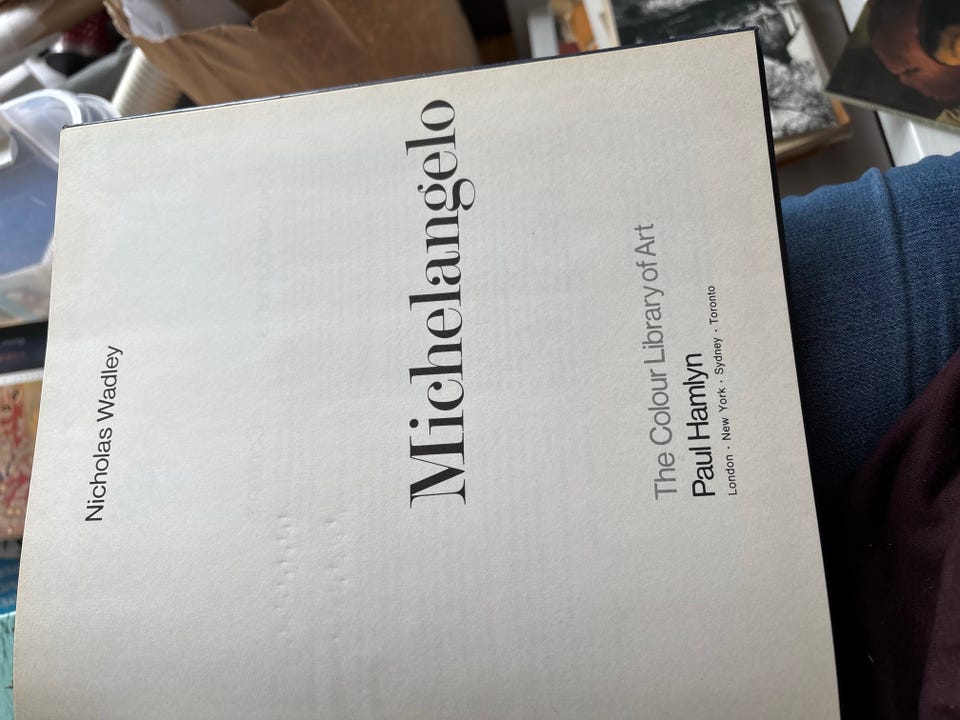 Nicholas Wadley
Michelangelo
The Colour Library of Art
Paul Hamlyn
London · New York · Sydney · Toronto